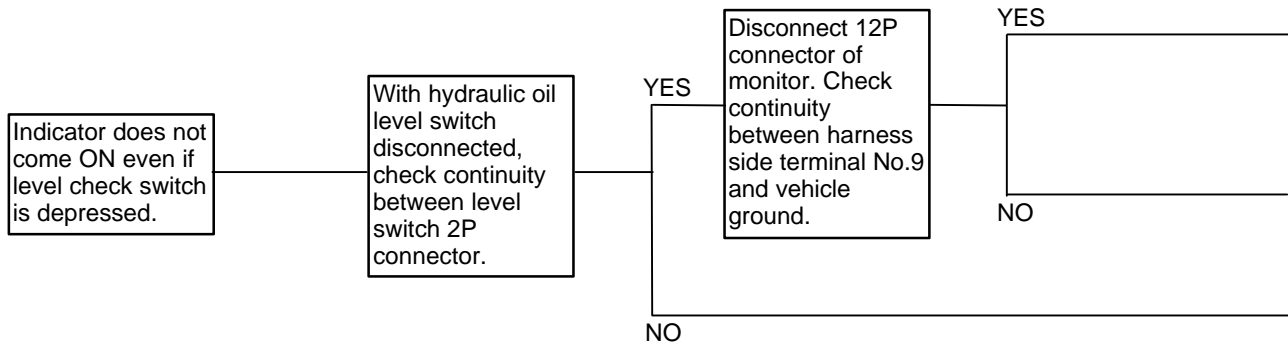 Indicator does not
come ON even if
level check switch
is depressed.
With hydraulic oil
level switch
disconnected,
check continuity
between level
switch 2P
connector.
YES
NO
Disconnect 12P
connector of
monitor. Check
continuity
between harness
side terminal No.9
and vehicle
ground.
YES
NO